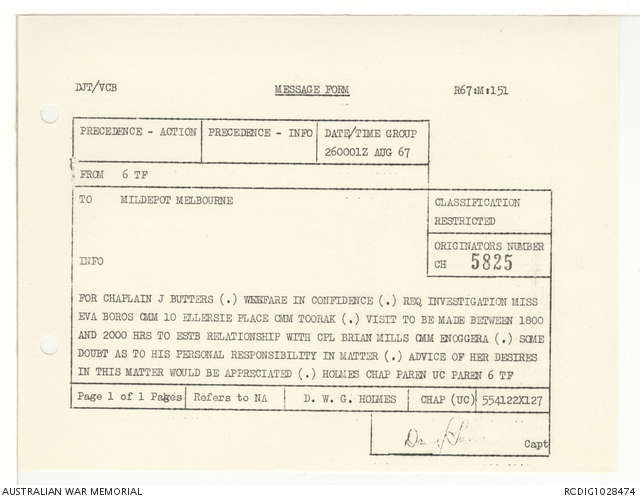 DJT/VCB MESSAGE FORM R67:M:151
PRECEDENCE - ACTION PRECEDENCE - INFO DATE/TIME GROUP
260001Z AUG 67
FROM 6 TF
TO MILDEPOT MELBOURNE
CLASSIFICATION
RESTRICTED
ORIGINATORS NUMBER
CH 5825
INFO
FOR CHAPLAIN J BUTTERS (.) WELFARE IN CONFIDENCE (.) REQ INVESTIGATION MISS
EVA BOROS CMM 10 ELLERSIE PLACE CMM TOORAK (.) VISIT TO BE MADE BETWEEN 1800
AND 2000 HRS TO ESTB RELATIONSHIP WITH CPL BRIAN MILLS CMM ENOGGERA (.) SOME
DOUBT AS TO HIS PERSONAL RESPONSIBILITY IN MATTER (.) ADVICE OF HER DESIRES
IN THIS MATTER WOULD BE APPRECIATED (.) HOLMES CHAP PAREN UC PAREN 6 TF
Page 1 of 1 Pages Refers to NA D. W. G. HOLMES CHAP (UC) 554122X127
Capt
AUSTRALIAN WAR MEMORIAL RCDIG1028474